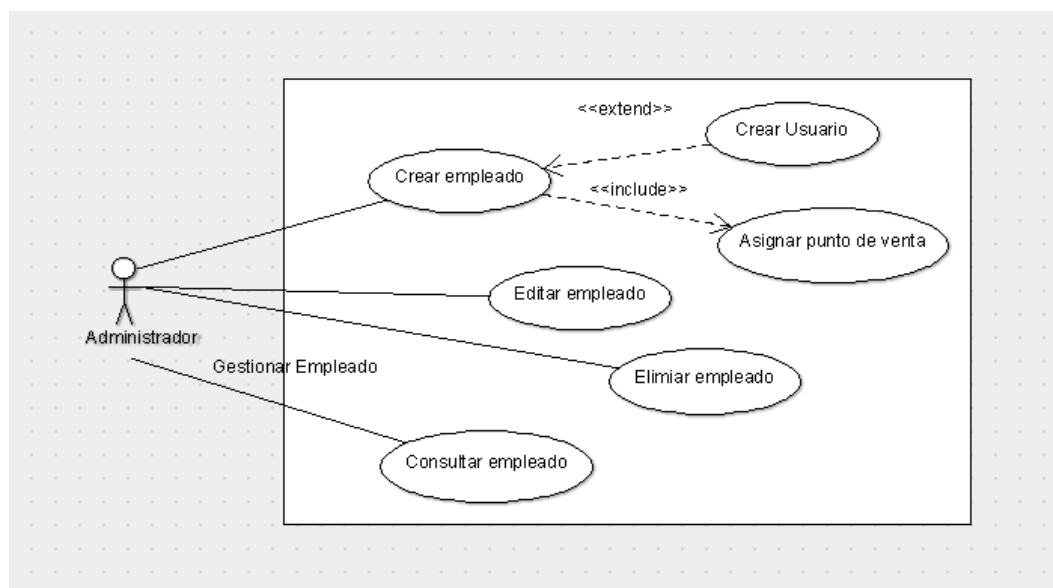 <<extend>>
Crear Usuario
Crear empleado
<<include>>
Asignar punto de venta
Editar empleado
Administrador
Gestionar Empleado
Elimiar empleado
Consultar empleado